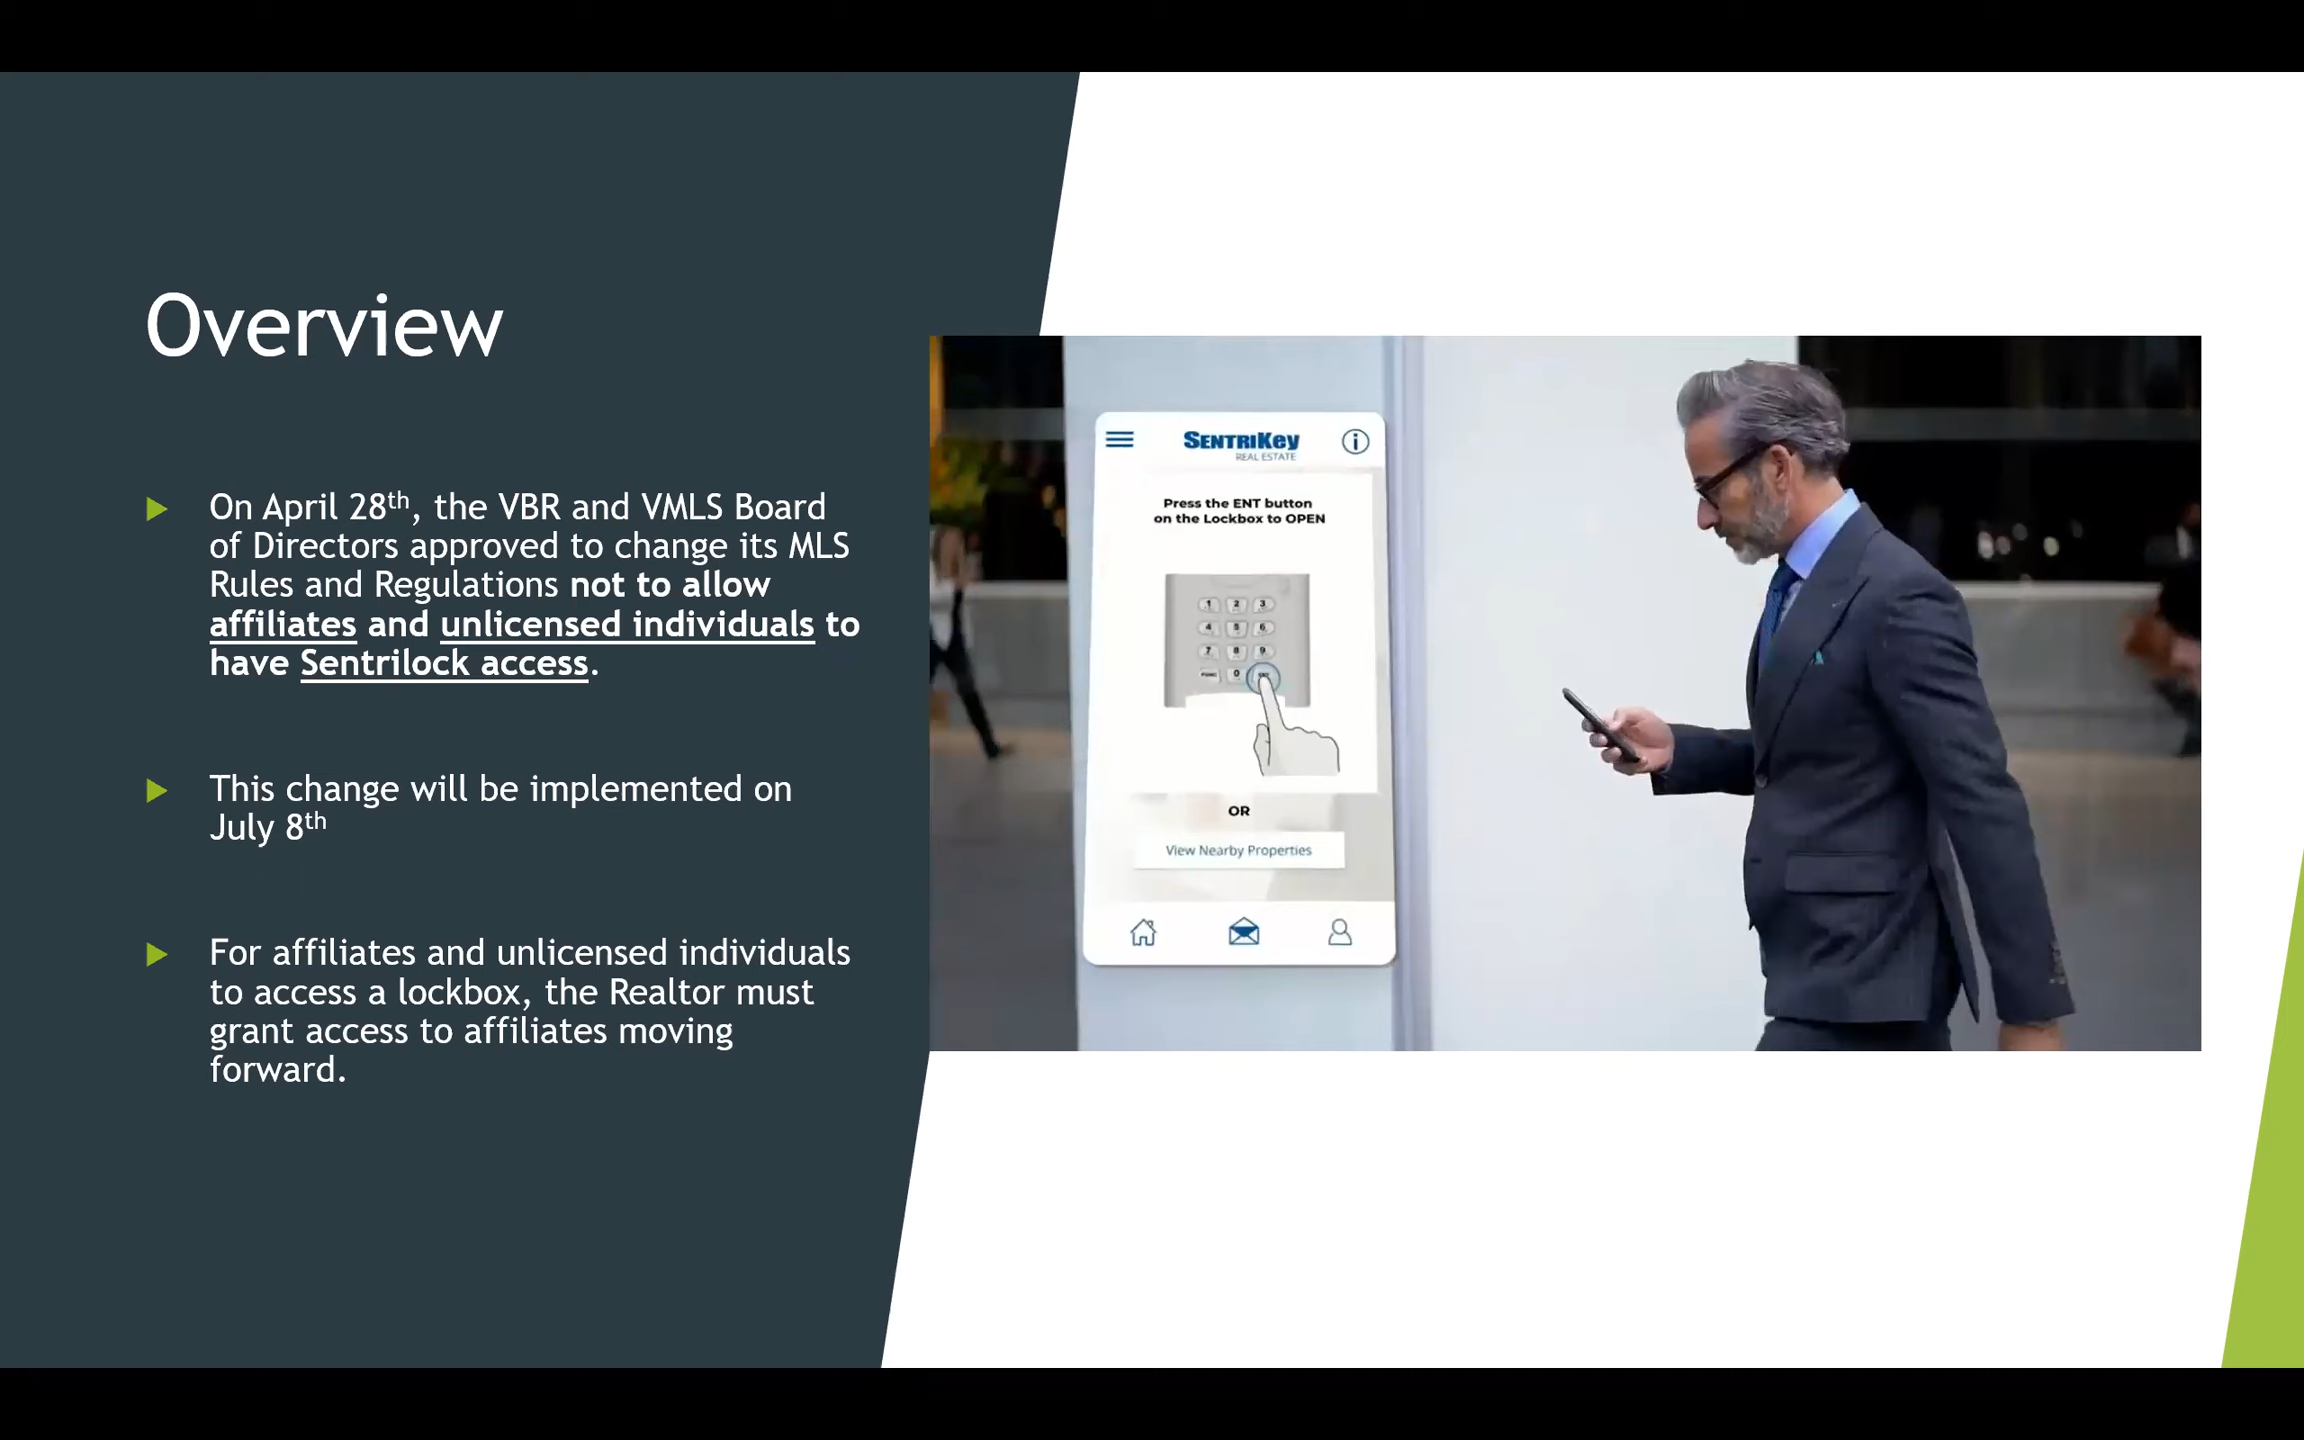 Overview
On April 28th, the VBR and VMLS Board
of Directors approved to change its MLS
Rules and Regulations not to allow
affiliates and unlicensed individuals to
have Sentrilock access.
This change will be implemented on
July 8th
For affiliates and unlicensed individuals
to access a lockbox, the Realtor must
grant access to affiliates moving
forward.
SENTRIKey
REAL ESTATE
Press the ENT button
on the Lockbox to OPEN
1 2 3
4 5 6
7 8 9
FUNC 0 ENT
OR
View Nearby Properties